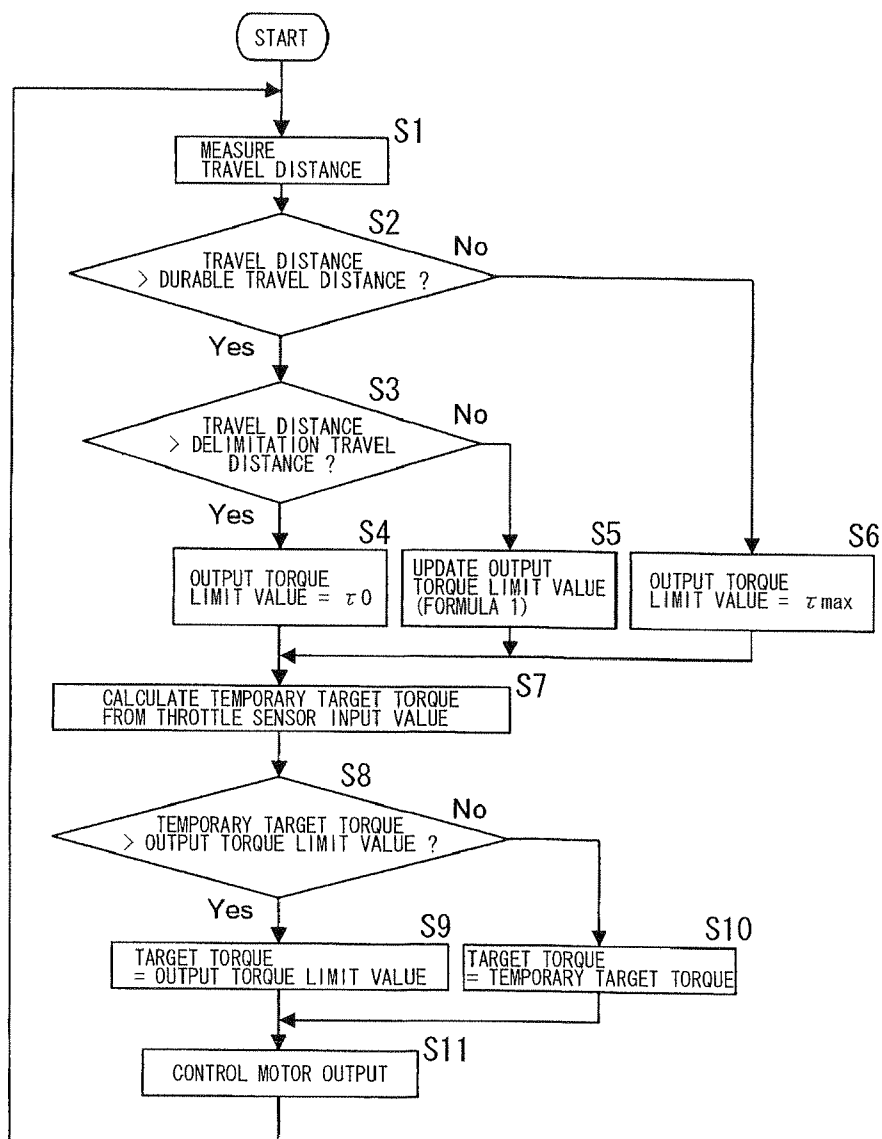 START
S1
MEASURE
TRAVEL DISTANCE
S2
No
TRAVEL DISTANCE
> DURABLE TRAVEL DISTANCE ?
Yes
S3
No
TRAVEL DISTANCE
> DELIMITATION TRAVEL
DISTANCE ?
Yes
S4
OUTPUT TORQUE
LIMIT VALUE = τ0
S5
UPDATE OUTPUT
TORQUE LIMIT VALUE
(FORMULA 1)
S6
OUTPUT TORQUE
LIMIT VALUE = τmax
S7
CALCULATE TEMPORARY TARGET TORQUE
FROM THROTTLE SENSOR INPUT VALUE
S8
No
TEMPORARY TARGET TORQUE
> OUTPUT TORQUE LIMIT VALUE ?
Yes
S9
TARGET TORQUE
= OUTPUT TORQUE LIMIT VALUE
S10
TARGET TORQUE
= TEMPORARY TARGET TORQUE
S11
CONTROL MOTOR OUTPUT